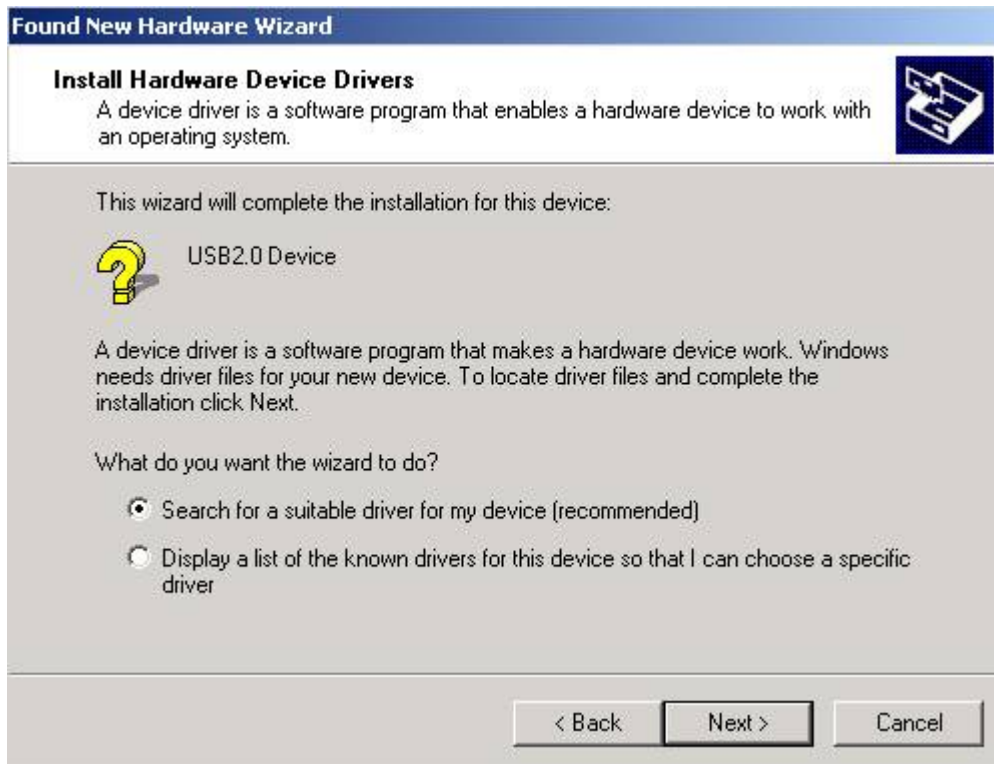 Found New Hardware Wizard
Install Hardware Device Drivers
A device driver is a software program that enables a hardware device to work with
an operating system.
This wizard will complete the installation for this device:
USB2.0 Device
A device driver is a software program that makes a hardware device work. Windows
needs driver files for your new device. To locate driver files and complete the
installation click Next.
What do you want the wizard to do?
Search for a suitable driver for my device (recommended)
Display a list of the known drivers for this device so that I can choose a specific
driver
< Back Next > Cancel